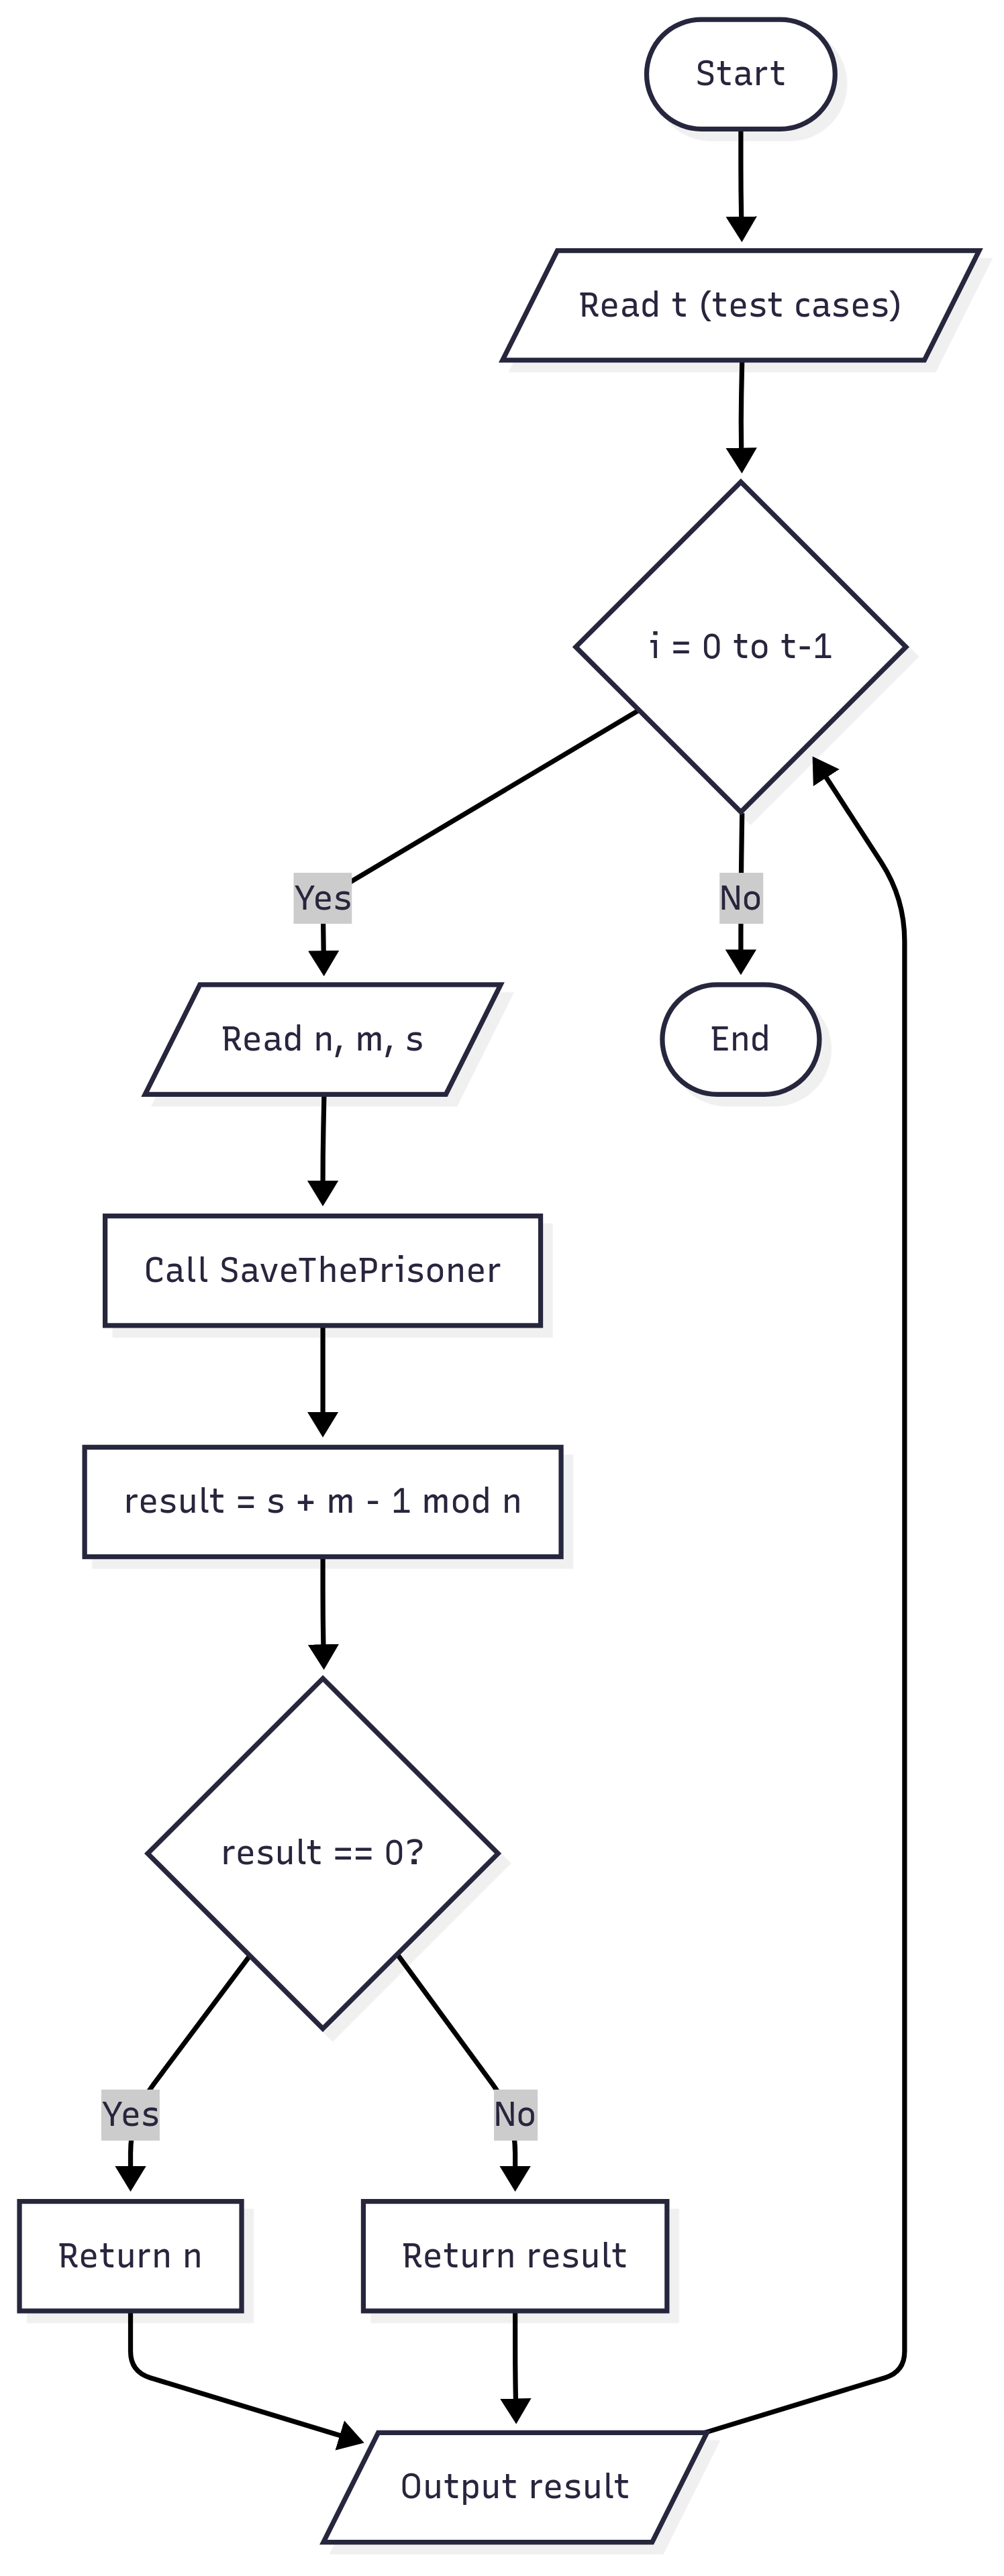 Start
Read t (test cases)
i = 0 to t-1
Yes
No
Read n, m, s
End
Call SaveThePrisoner
result = s + m - 1 mod n
result == 0?
Yes
No
Return n
Return result
Output result